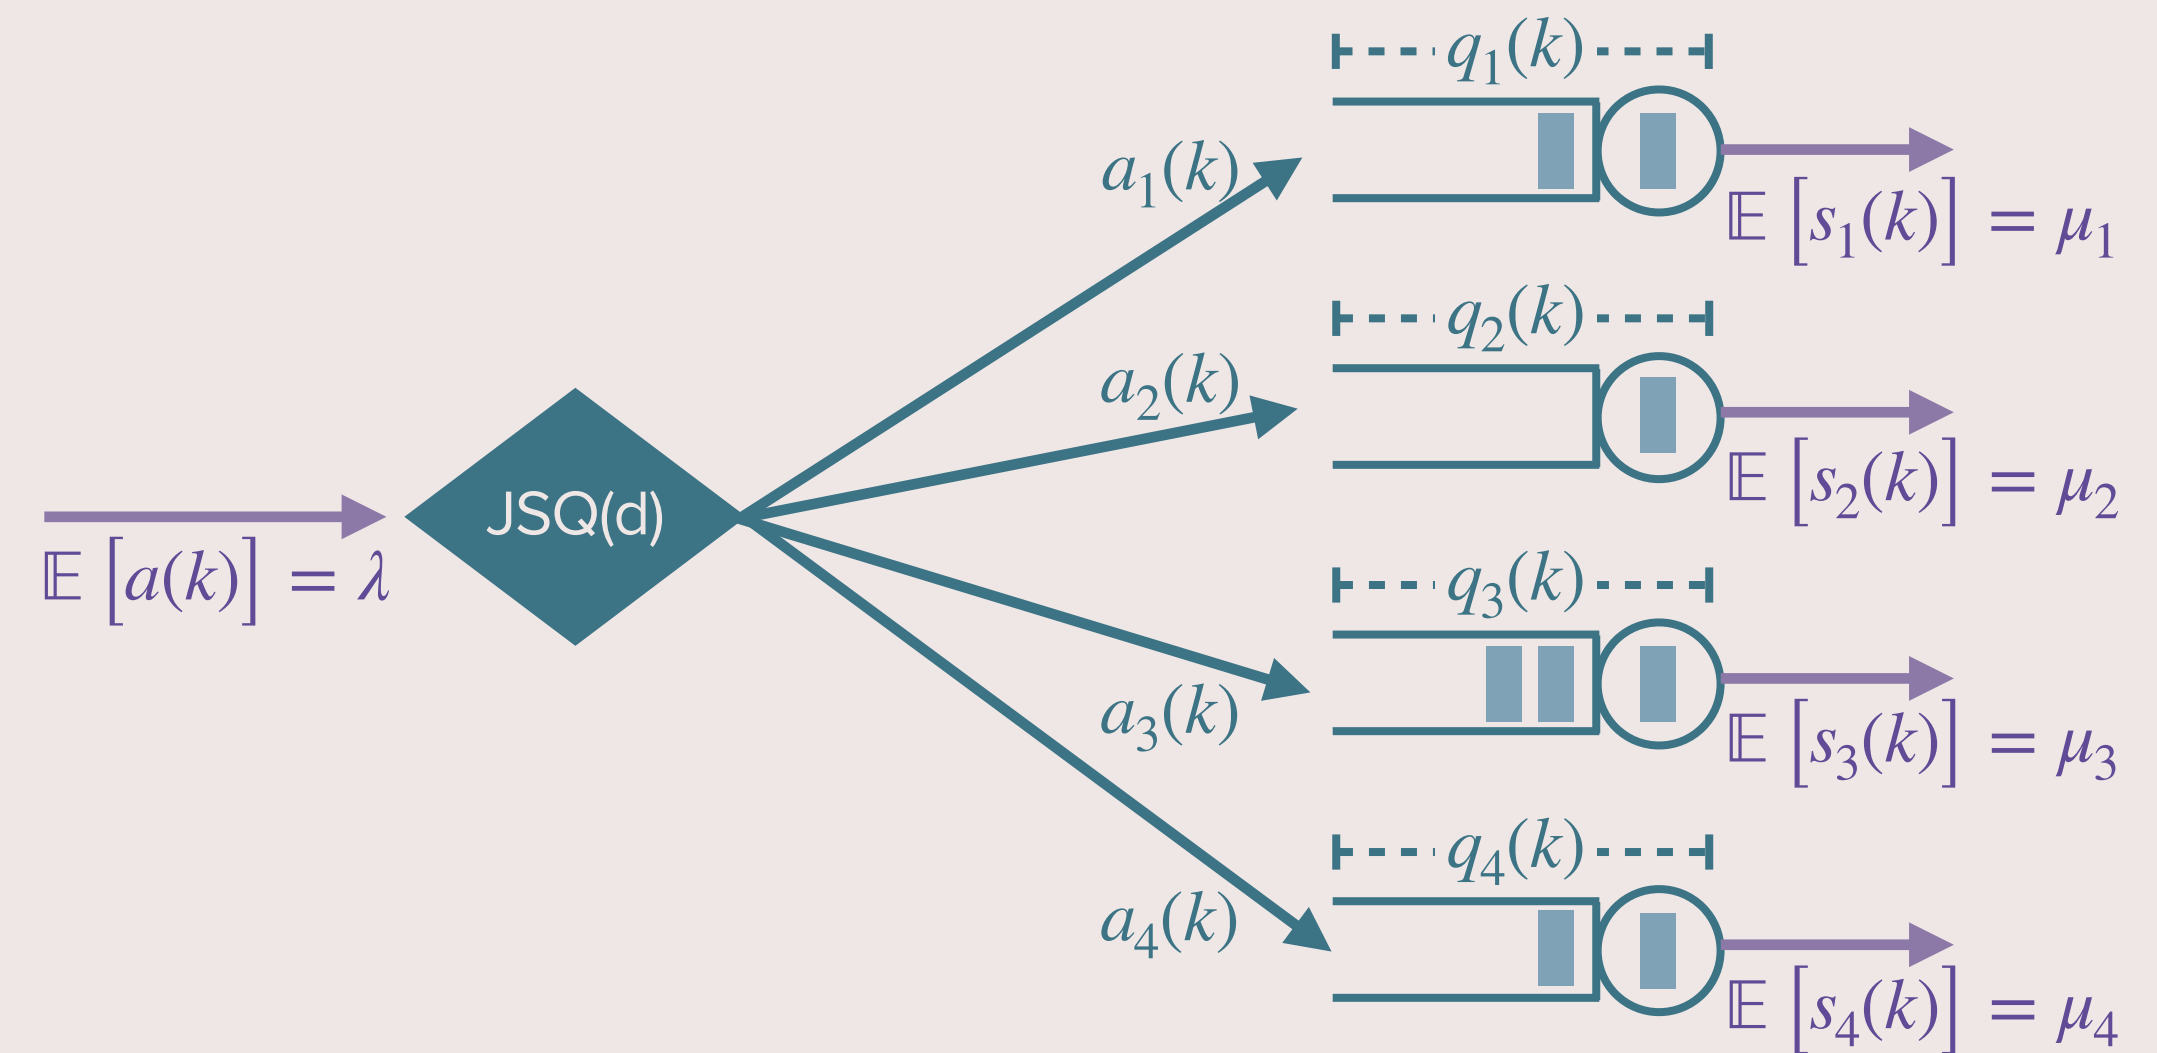 q₁(k)
a₁(k)
𝔼 [s₁(k)] = μ₁
q₂(k)
a₂(k)
𝔼 [s₂(k)] = μ₂
JSQ(d)
𝔼 [a(k)] = λ
q₃(k)
a₃(k)
𝔼 [s₃(k)] = μ₃
q₄(k)
a₄(k)
𝔼 [s₄(k)] = μ₄